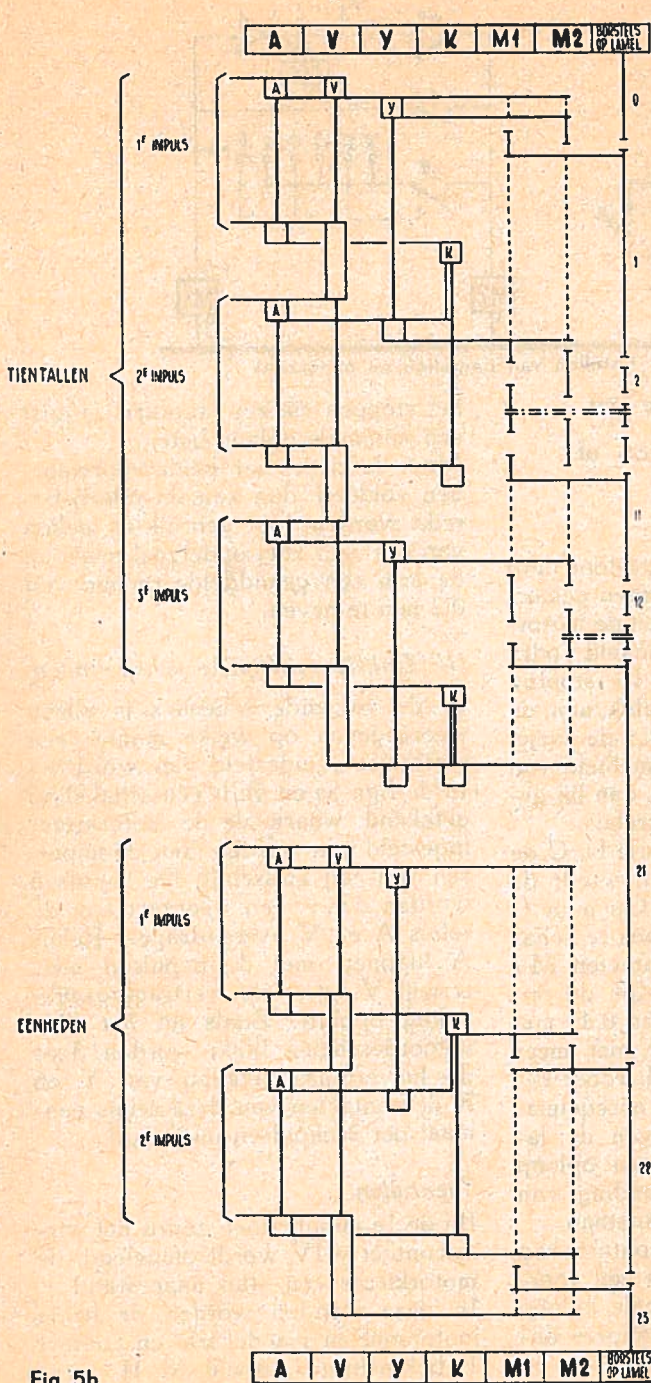 A V Y K M1 M2 BORSTELS OP LAMEL
A V
0
Y
1E IMPULS
K
1
A
TIENTALLEN
2E IMPULS
2
11
A
Y
3E IMPULS
12
K
A V
21
Y
1E IMPULS
EENHEDEN
K
A
2E IMPULS
22
23
Fig. 5b
A V Y K M1 M2 BORSTELS OP LAMEL